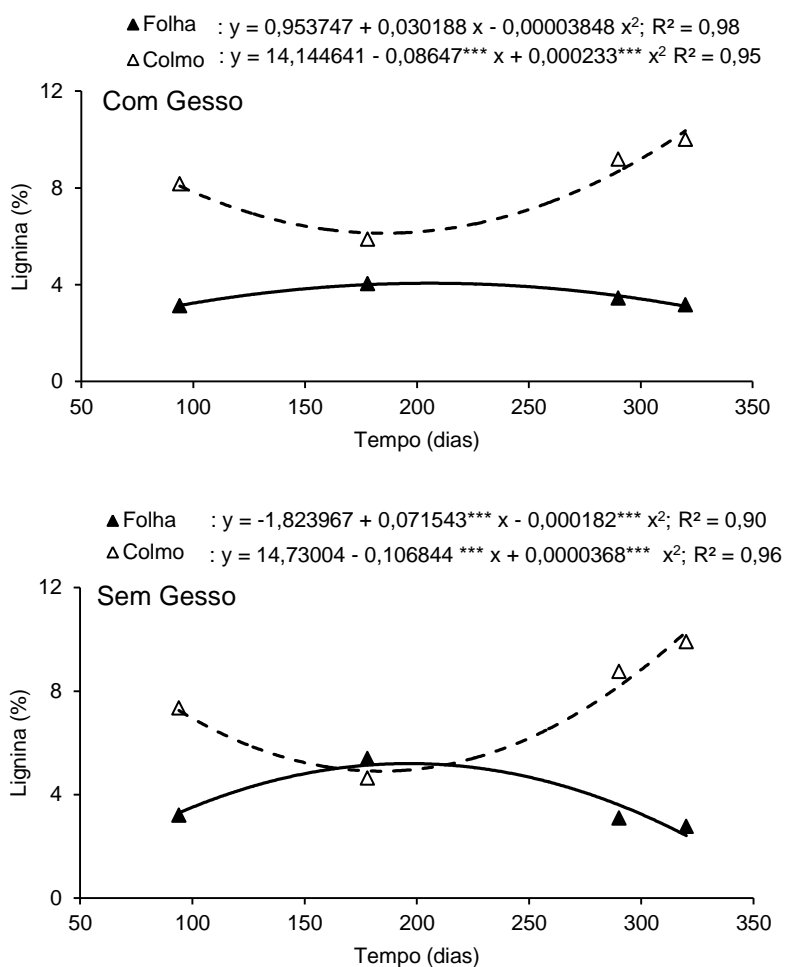 ▲ Folha : y = 0,953747 + 0,030188 x - 0,00003848 x²; R² = 0,98
△ Colmo : y = 14,144641 - 0,08647*** x + 0,000233*** x² R² = 0,95
Com Gesso
12
8
4
0
Lignina (%)
50 100 150 200 250 300 350
Tempo (dias)
▲ Folha : y = -1,823967 + 0,071543*** x - 0,000182*** x²; R² = 0,90
△ Colmo : y = 14,73004 - 0,106844 *** x + 0,0000368*** x²; R² = 0,96
Sem Gesso
12
8
4
0
Lignina (%)
50 100 150 200 250 300 350
Tempo (dias)